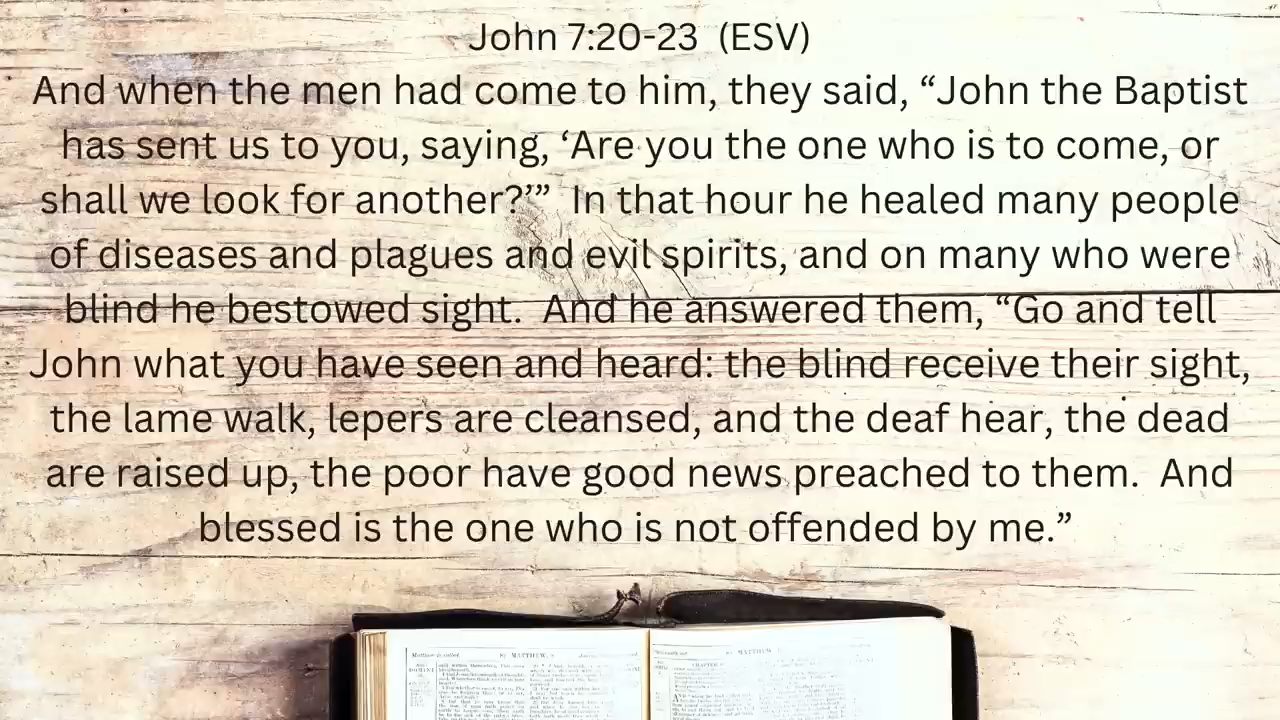 John 7:20-23  (ESV)
And when the men had come to him, they said, “John the Baptist
has sent us to you, saying, ‘Are you the one who is to come, or
shall we look for another?’”  In that hour he healed many people
of diseases and plagues and evil spirits, and on many who were
blind he bestowed sight.  And he answered them, “Go and tell
John what you have seen and heard: the blind receive their sight,
the lame walk, lepers are cleansed, and the deaf hear, the dead
are raised up, the poor have good news preached to them.  And
blessed is the one who is not offended by me.”
St MATTHEW,
St MATTHEW